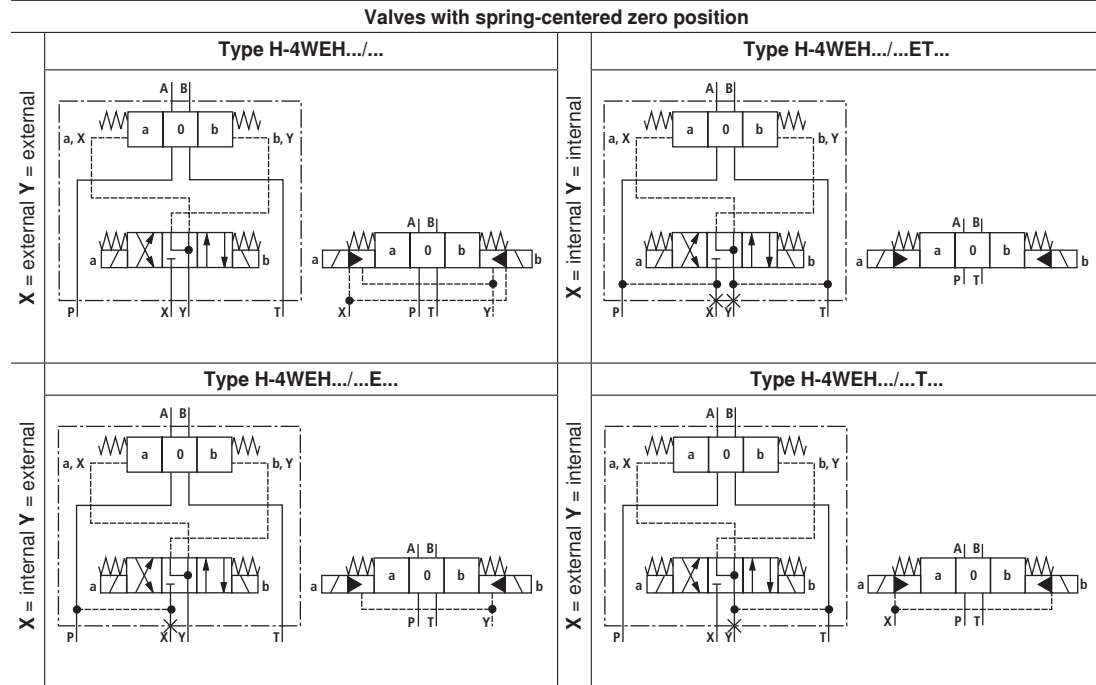 Valves with spring-centered zero position
Type H-4WEH.../...
X = external Y = external
A B
a, X
a 0 b
b, Y
a
b
P
X Y
T
A B
a
a 0 b
b
X
P T
Y
Type H-4WEH.../...ET...
X = internal Y = internal
A B
a, X
a 0 b
b, Y
a
b
P
X Y
T
A B
a
a 0 b
b
P T
Type H-4WEH.../...E...
X = internal Y = external
A B
a, X
a 0 b
b, Y
a
b
P
X Y
T
A B
a
a 0 b
b
P T
Y
Type H-4WEH.../...T...
X = external Y = internal
A B
a, X
a 0 b
b, Y
a
b
P
X Y
T
A B
a
a 0 b
b
X
P T